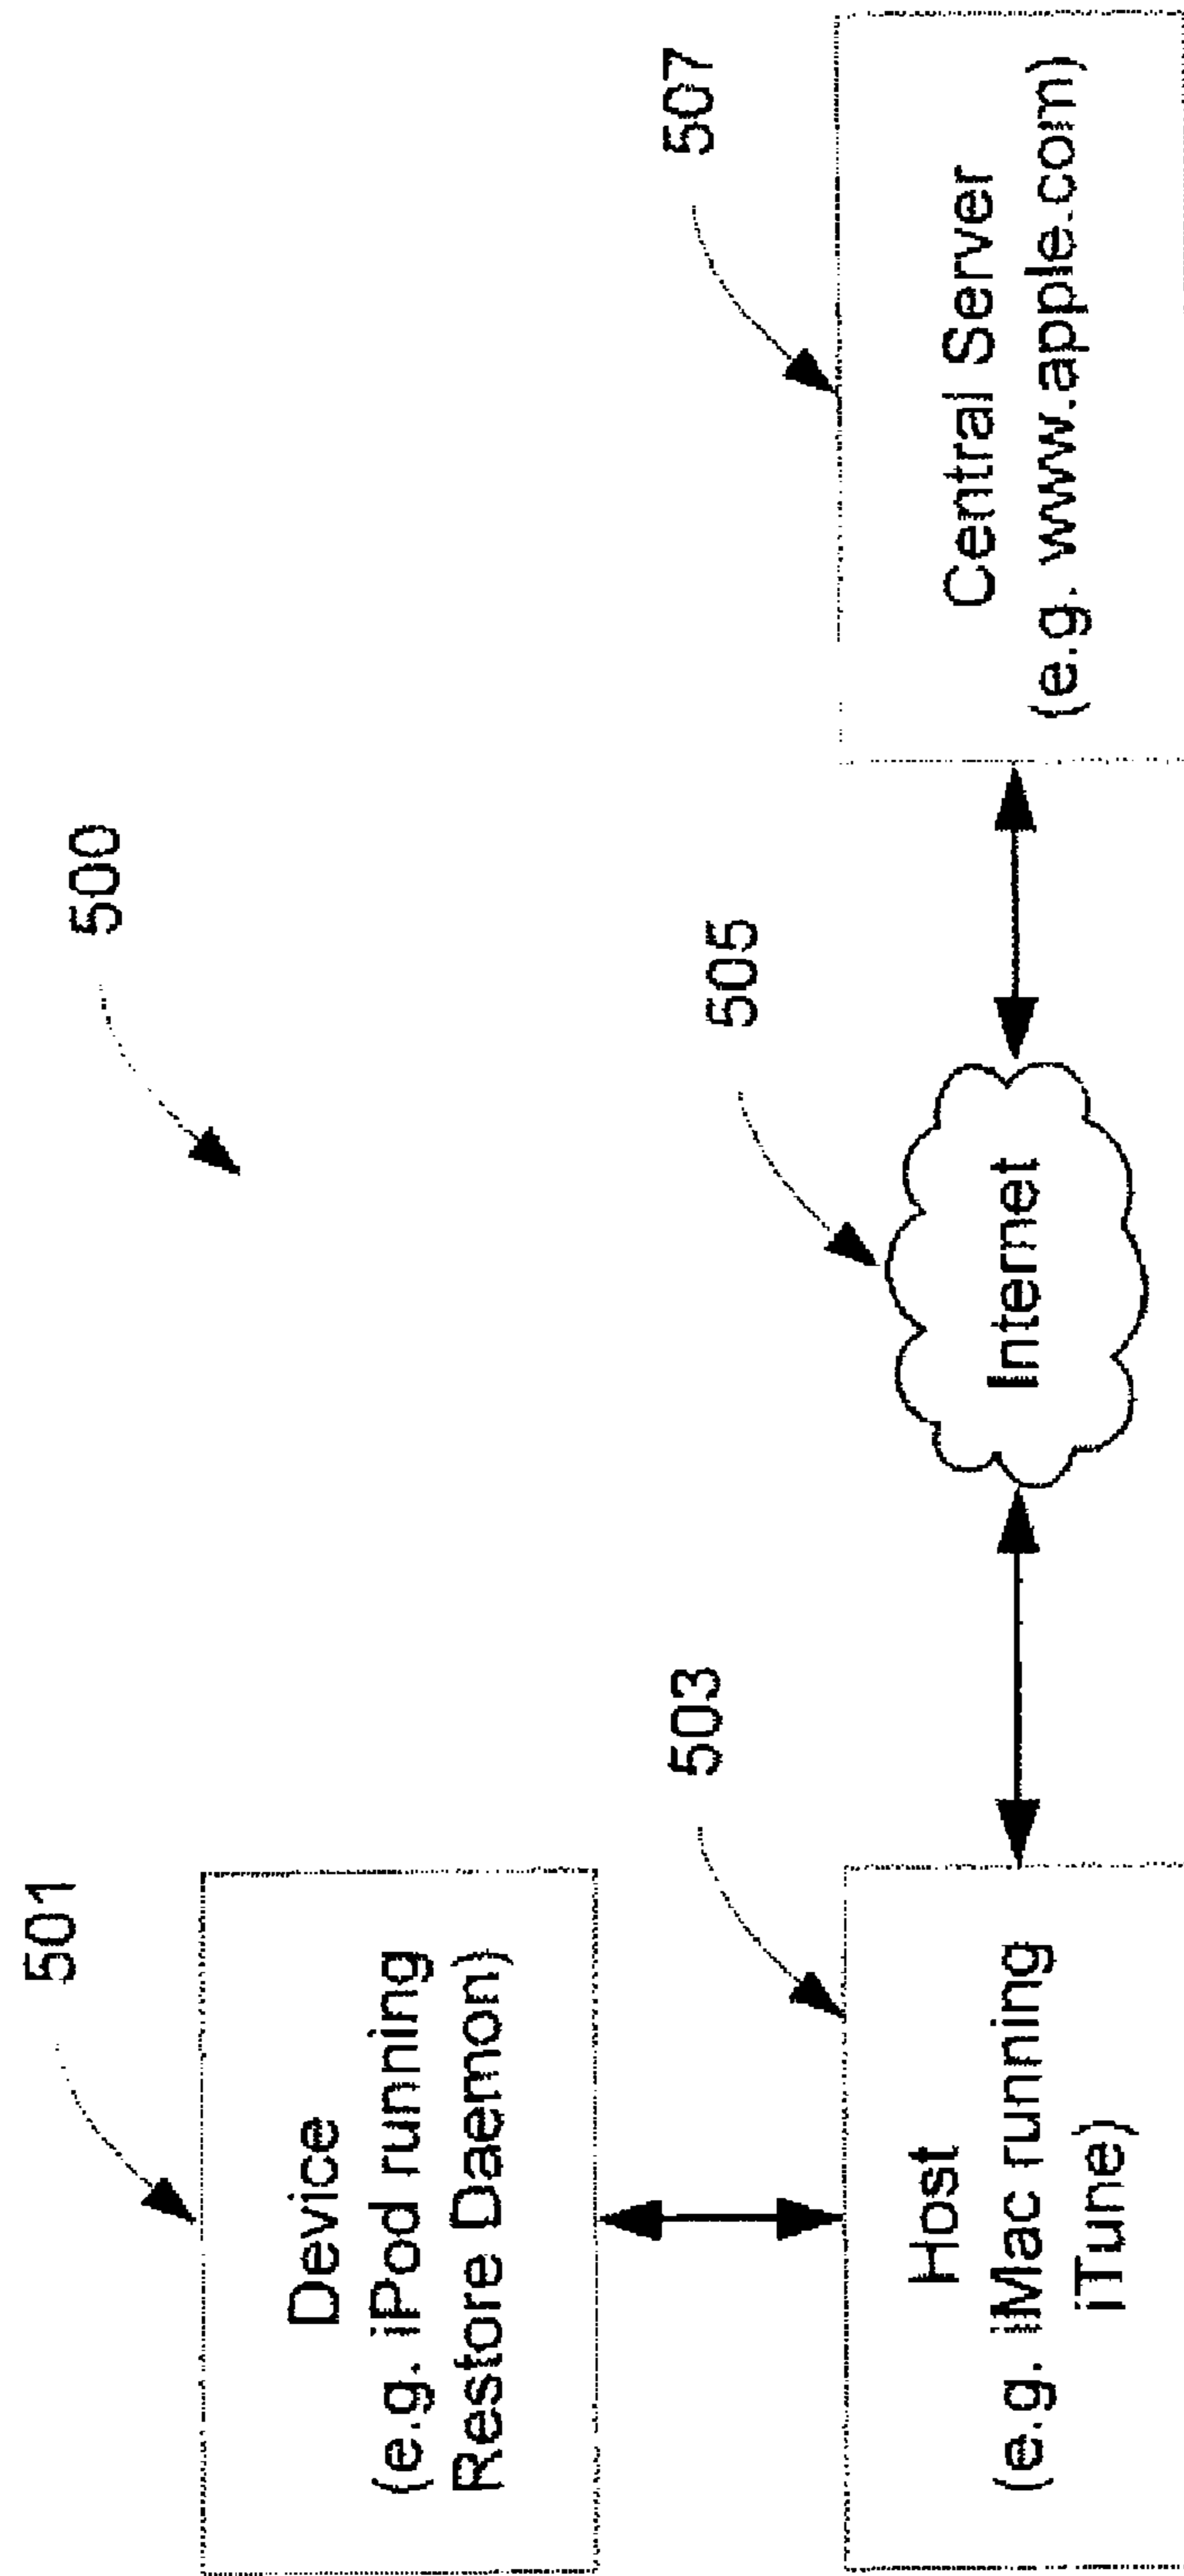 500
501
Device
(e.g. iPod running
Restore Daemon)
503
Host
(e.g. iMac running
iTune)
505
Internet
507
Central Server
(e.g. www.apple.com)